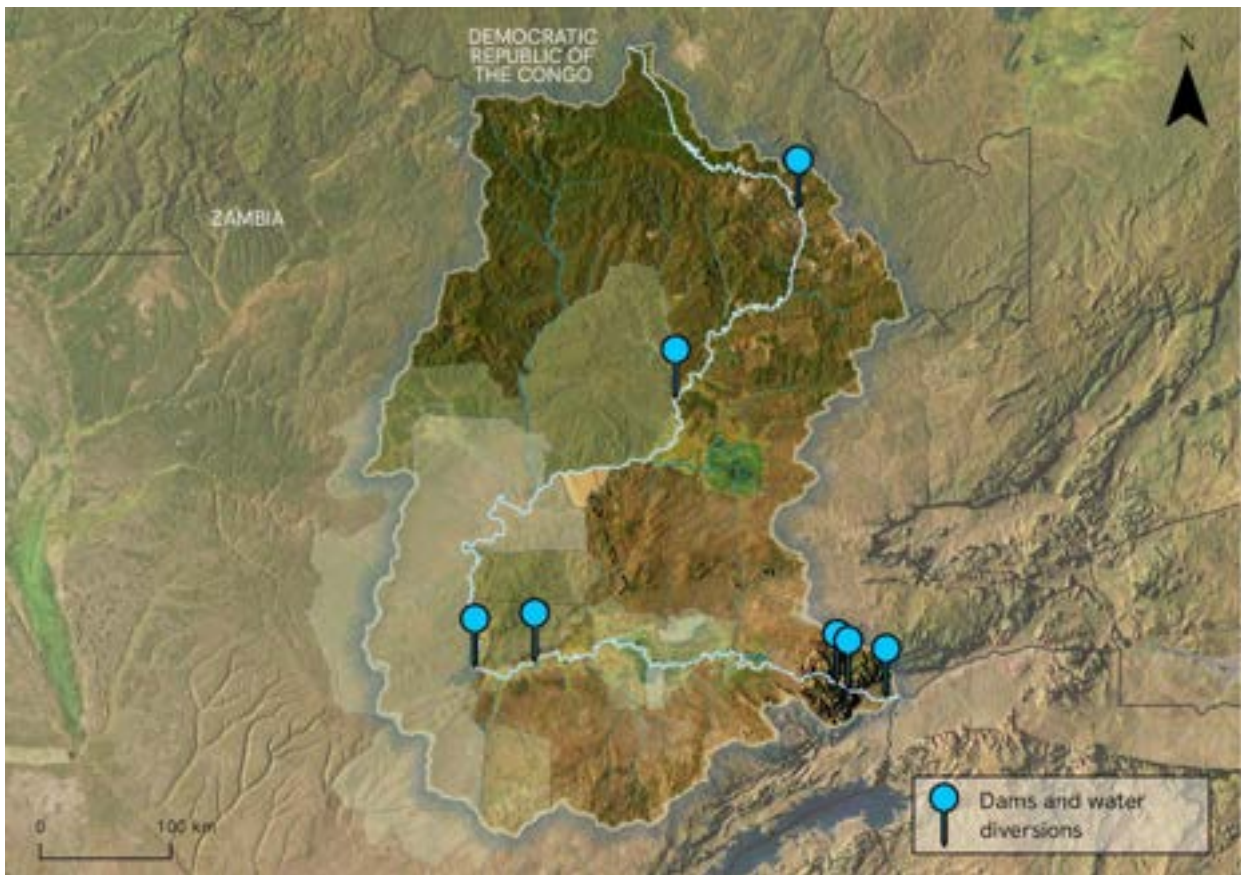 DEMOCRATIC
REPUBLIC OF
THE CONGO
N
ZAMBIA
0 100 km
Dams and water
diversions